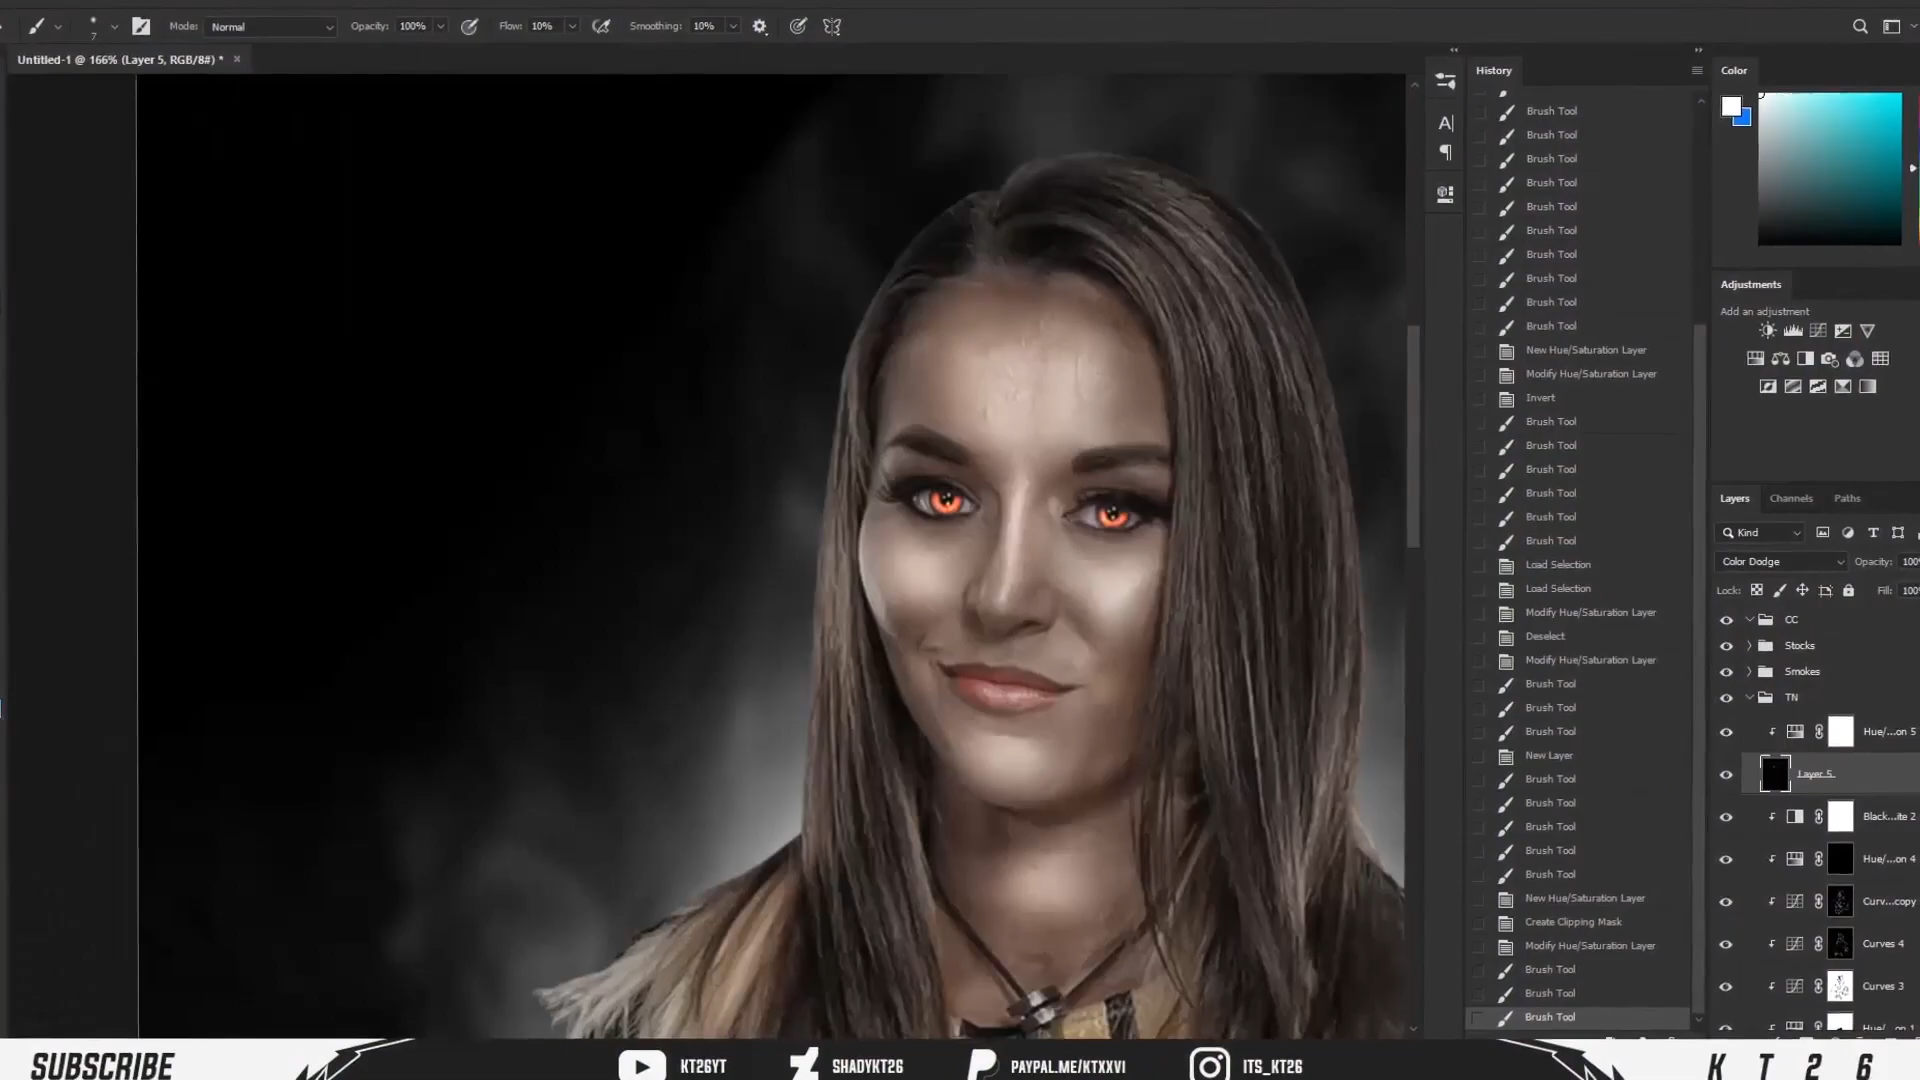 Mode: Normal Opacity: 100% Flow: 10% Smoothing: 10%
7
Untitled-1 @ 166% (Layer 5, RGB/8#) * ×
History
Brush Tool
Brush Tool
Brush Tool
Brush Tool
Brush Tool
Brush Tool
Brush Tool
Brush Tool
Brush Tool
Brush Tool
New Hue/Saturation Layer
Modify Hue/Saturation Layer
Invert
Brush Tool
Brush Tool
Brush Tool
Brush Tool
Brush Tool
Brush Tool
Load Selection
Load Selection
Modify Hue/Saturation Layer
Deselect
Modify Hue/Saturation Layer
Brush Tool
Brush Tool
Brush Tool
New Layer
Brush Tool
Brush Tool
Brush Tool
Brush Tool
Brush Tool
New Hue/Saturation Layer
Create Clipping Mask
Modify Hue/Saturation Layer
Brush Tool
Brush Tool
Brush Tool
Color
Adjustments
Add an adjustment
Layers Channels Paths
Kind
Color Dodge Opacity: 100%
Lock: Fill: 100%
CC
Stocks
Smokes
TN
Hue/...on 5
Layer 5
Black...ite 2
Hue/...on 4
Curv...copy
Curves 4
Curves 3
Hue/...on 1
SUBSCRIBE KT26YT SHADYKT26 PAYPAL.ME/KTXXVI ITS_KT26 KT26